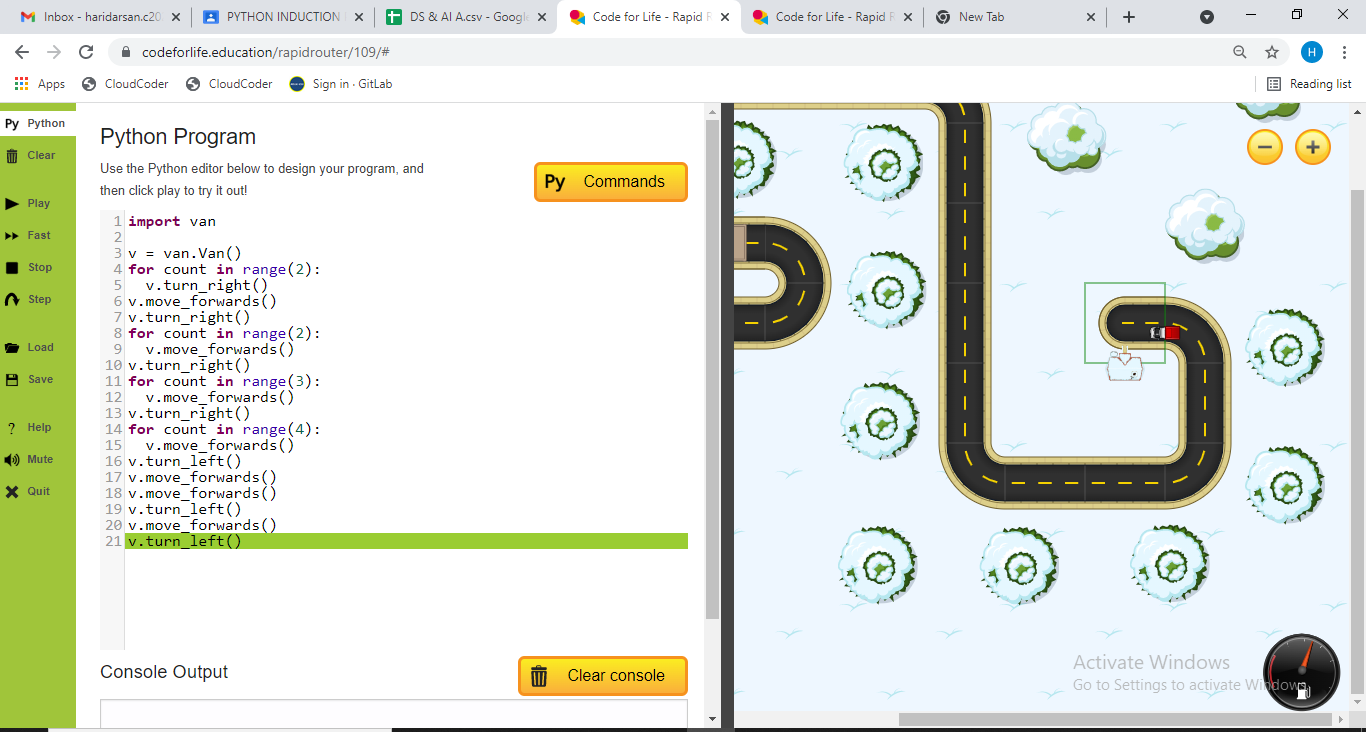 Inbox - haridarsan.c20
PYTHON INDUCTION
DS & AI A.csv - Google
Code for Life - Rapid R
Code for Life - Rapid R
New Tab
codeforlife.education/rapidrouter/109/#
H
Apps
CloudCoder
CloudCoder
Sign in · GitLab
Reading list
Py Python
Clear
Play
Fast
Stop
Step
Load
Save
? Help
Mute
Quit
Python Program
Use the Python editor below to design your program, and
then click play to try it out!
Py Commands
1 import van
2
3 v = van.Van()
4 for count in range(2):
5   v.turn_right()
6 v.move_forwards()
7 v.turn_right()
8 for count in range(2):
9   v.move_forwards()
10 v.turn_right()
11 for count in range(3):
12   v.move_forwards()
13 v.turn_right()
14 for count in range(4):
15   v.move_forwards()
16 v.turn_left()
17 v.move_forwards()
18 v.move_forwards()
19 v.turn_left()
20 v.move_forwards()
21 v.turn_left()
Console Output
Clear console
Activate Windows
Go to Settings to activate Windows.